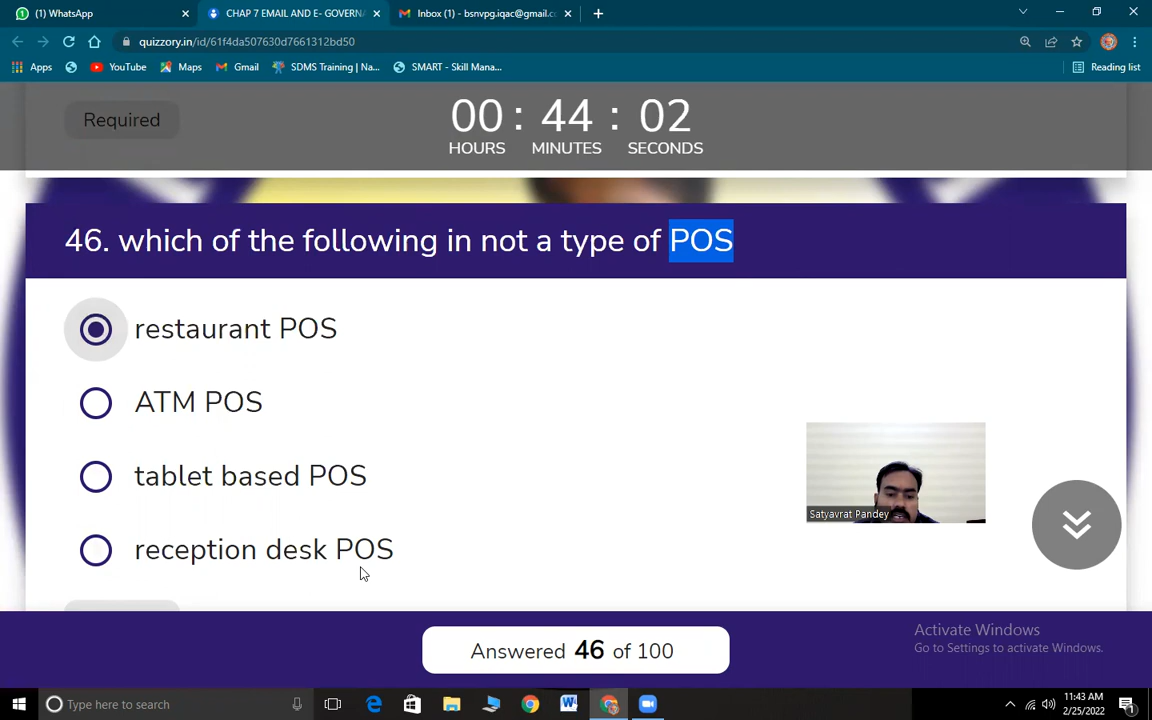 (1) WhatsApp
CHAP 7 EMAIL AND E- GOVERNA
Inbox (1) - bsnvpg.iqac@gmail.co
quizzory.in/id/61f4da507630d7661312bd50
Apps
YouTube
Maps
Gmail
SDMS Training | Na...
SMART - Skill Mana...
Reading list
Required
00 : 44 : 02
HOURS MINUTES SECONDS
46. which of the following in not a type of POS
restaurant POS
ATM POS
tablet based POS
reception desk POS
Satyavrat Pandey
Answered 46 of 100
Activate Windows
Go to Settings to activate Windows.
Type here to search
11:43 AM
2/25/2022
1